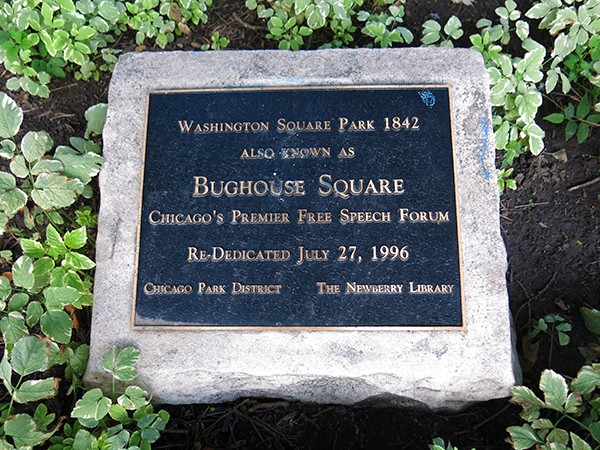 Washington Square Park 1842
also known as
Bughouse Square
Chicago's Premier Free Speech Forum
Re-Dedicated July 27, 1996
Chicago Park District The Newberry Library